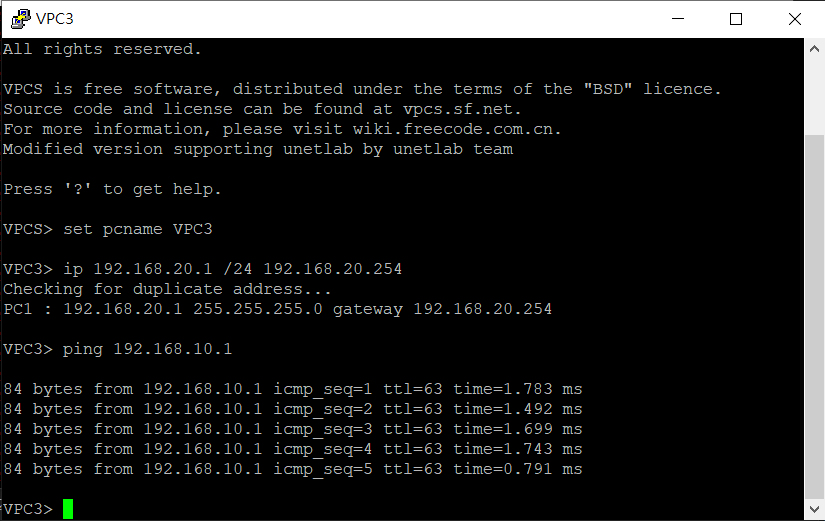 VPC3
All rights reserved.
VPCS is free software, distributed under the terms of the "BSD" licence.
Source code and license can be found at vpcs.sf.net.
For more information, please visit wiki.freecode.com.cn.
Modified version supporting unetlab by unetlab team
Press '?' to get help.
VPCS> set pcname VPC3
VPC3> ip 192.168.20.1 /24 192.168.20.254
Checking for duplicate address...
PC1 : 192.168.20.1 255.255.255.0 gateway 192.168.20.254
VPC3> ping 192.168.10.1
84 bytes from 192.168.10.1 icmp_seq=1 ttl=63 time=1.783 ms
84 bytes from 192.168.10.1 icmp_seq=2 ttl=63 time=1.492 ms
84 bytes from 192.168.10.1 icmp_seq=3 ttl=63 time=1.699 ms
84 bytes from 192.168.10.1 icmp_seq=4 ttl=63 time=1.743 ms
84 bytes from 192.168.10.1 icmp_seq=5 ttl=63 time=0.791 ms
VPC3>